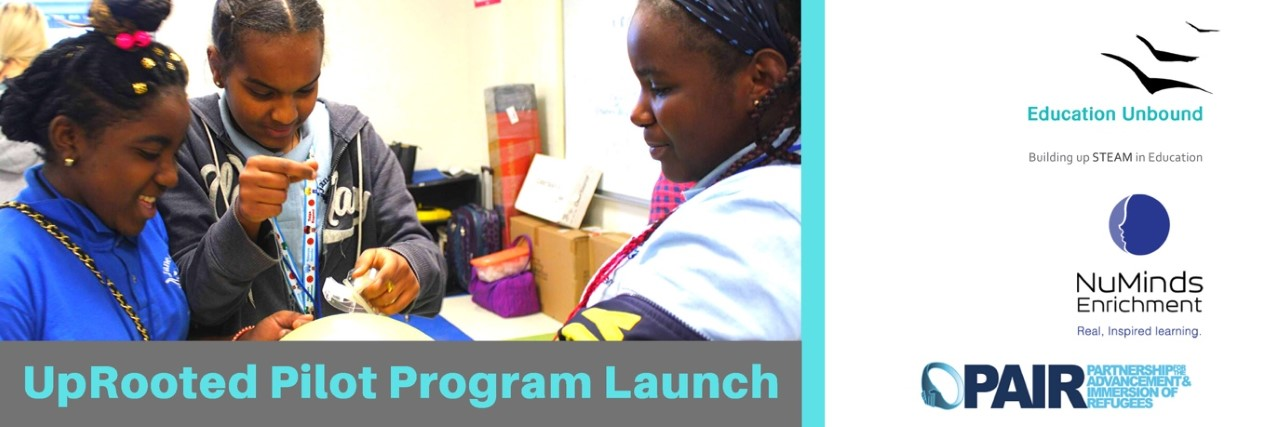 UpRooted Pilot Program Launch
Education Unbound
Building up STEAM in Education
NuMinds
Enrichment
Real, Inspired learning.
PAIR
PARTNERSHIP FOR THE
ADVANCEMENT &
IMMERSION OF
REFUGEES